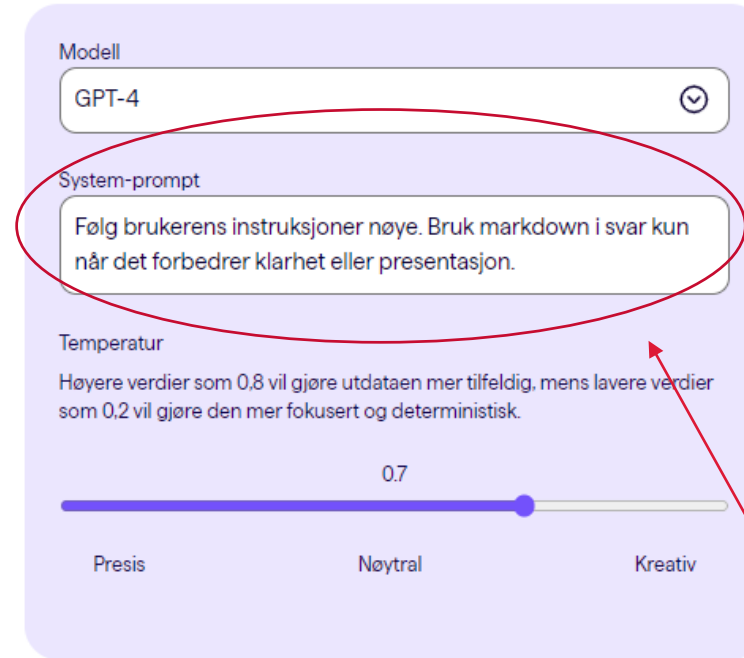 Modell
GPT-4
System-prompt
Følg brukerens instruksjoner nøye. Bruk markdown i svar kun
når det forbedrer klarhet eller presentasjon.
Temperatur
Høyere verdier som 0,8 vil gjøre utdataen mer tilfeldig, mens lavere verdier
som 0,2 vil gjøre den mer fokusert og deterministisk.
0.7
Presis Nøytral Kreativ